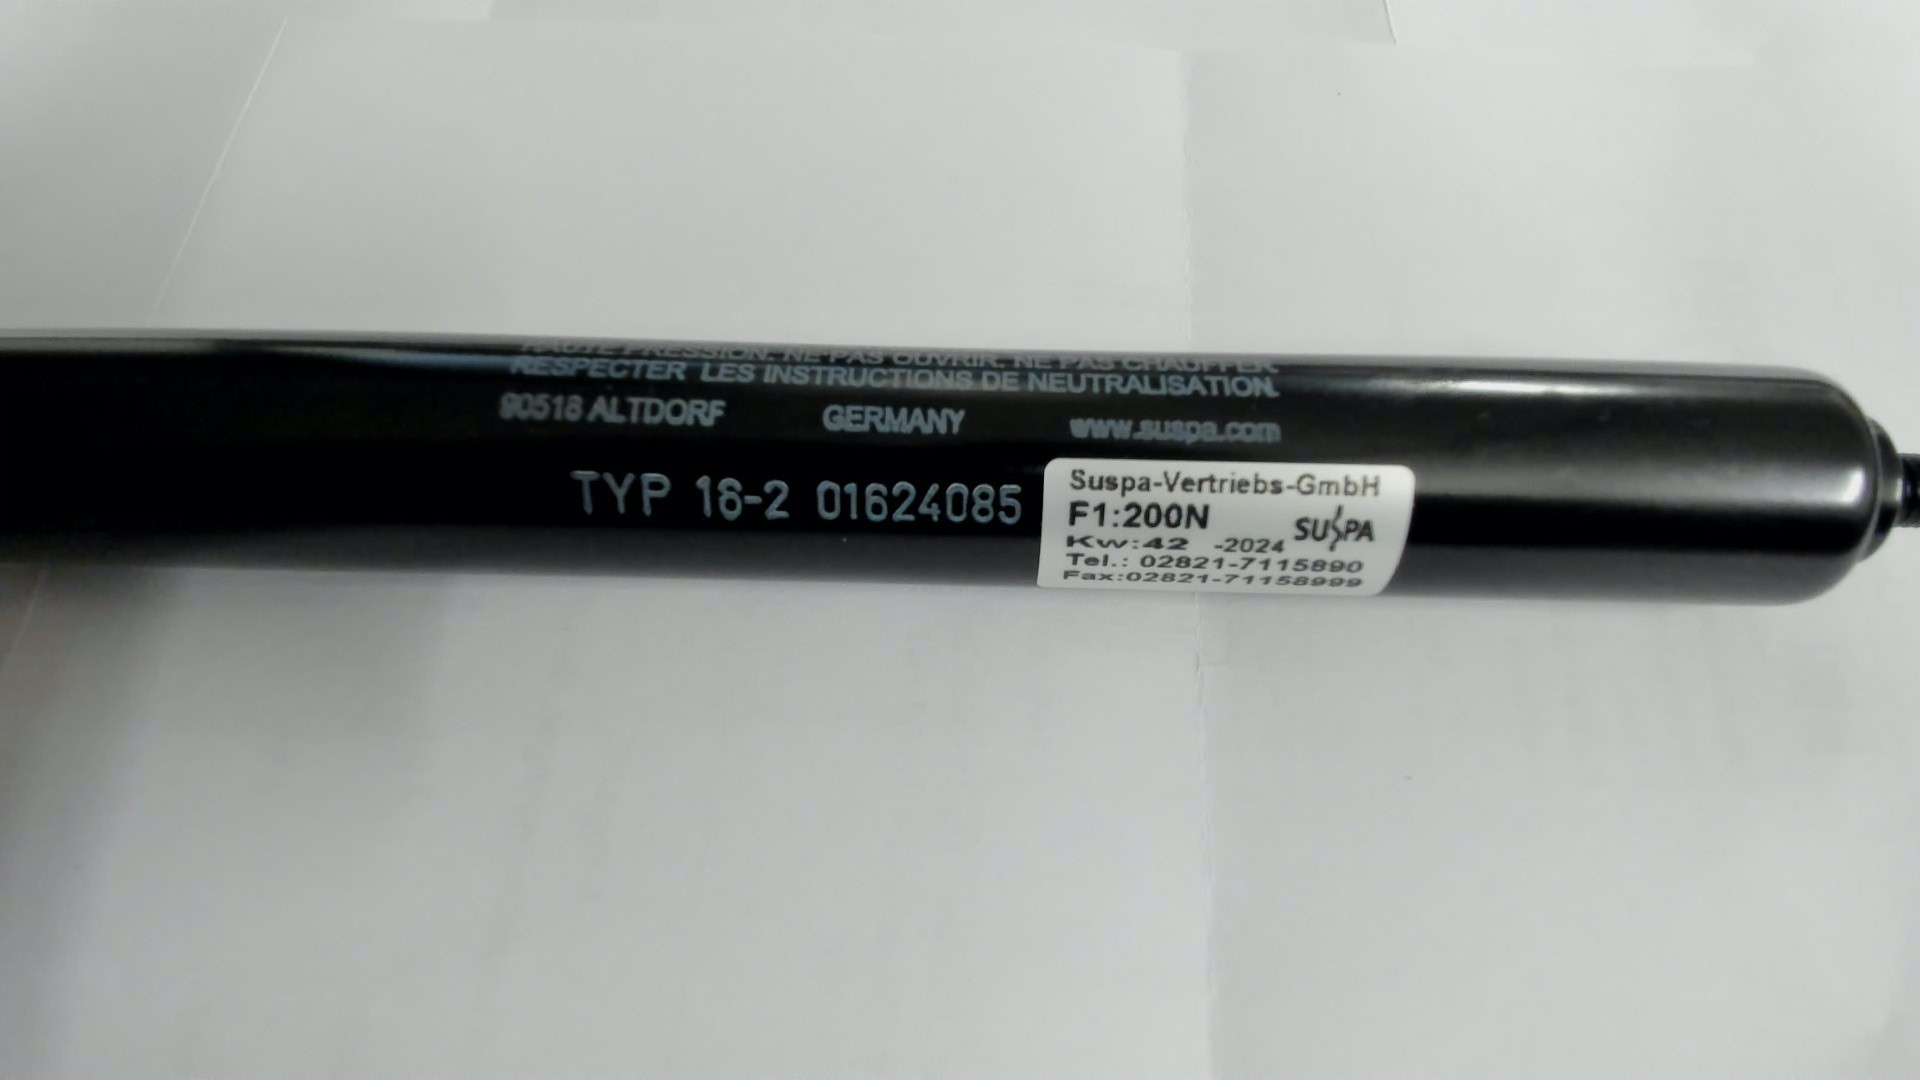 HAUTE PRESSION. NE PAS OUVRIR. NE PAS CHAUFFER.
RESPECTER LES INSTRUCTIONS DE NEUTRALISATION.
90518 ALTDORF GERMANY www.suspa.com
TYP 16-2 01624085
Suspa-Vertriebs-GmbH
F1:200N
SUSPA
Kw:42 -2024
Tel.: 02821-7115890
Fax:02821-71158999